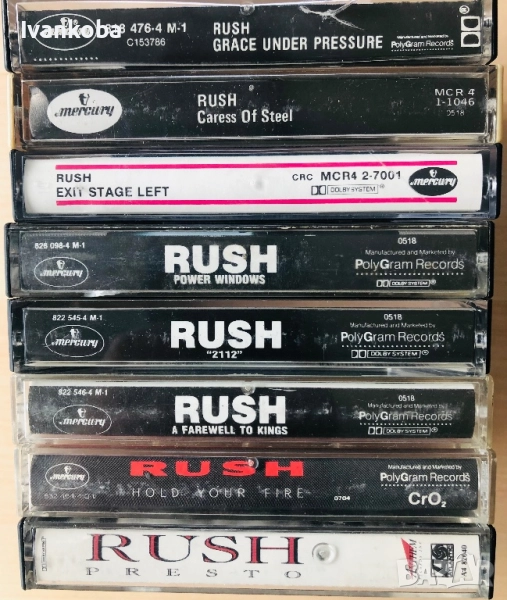 Ivarkoba
476-4 M-1
C153786
RUSH
GRACE UNDER PRESSURE
PolyGram Records
mercury
RUSH
Caress Of Steel
MCR 4
1-1046
0518
RUSH
EXIT STAGE LEFT
CRC MCR4 2-7001
DOLBY SYSTEM
mercury
826 098-4 M-1
mercury
RUSH
POWER WINDOWS
0518
Manufactured and Marketed by
PolyGram Records
DOLBY SYSTEM
822 545-4 M-1
mercury
RUSH
"2112"
0518
Manufactured and Marketed by
PolyGram Records
DOLBY SYSTEM
822 546-4 M-1
mercury
RUSH
A FAREWELL TO KINGS
0518
Manufactured and Marketed by
PolyGram Records
DOLBY SYSTEM
mercury
RUSH
HOLD YOUR FIRE
0704
Manufactured and Marketed by
PolyGram Records
CrO2
RUSH
PRESTO